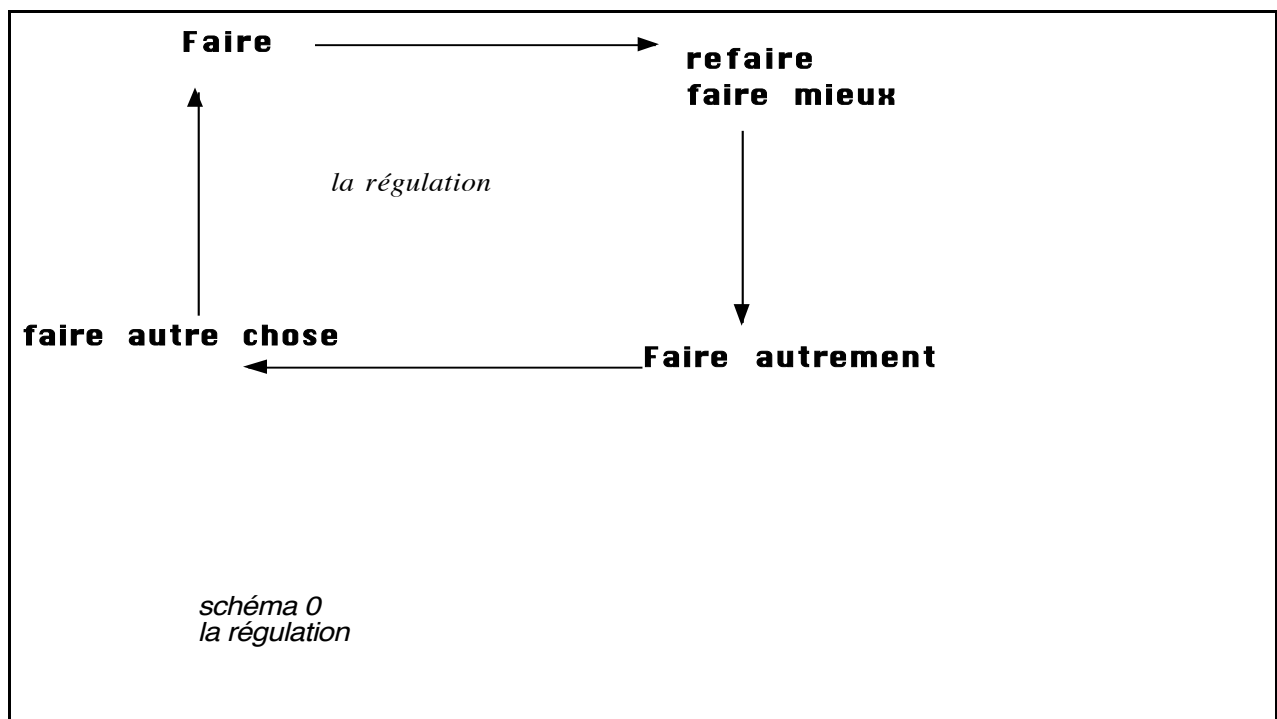 Faire
refaire
faire mieux
la régulation
faire autre chose
Faire autrement
schéma 0
la régulation